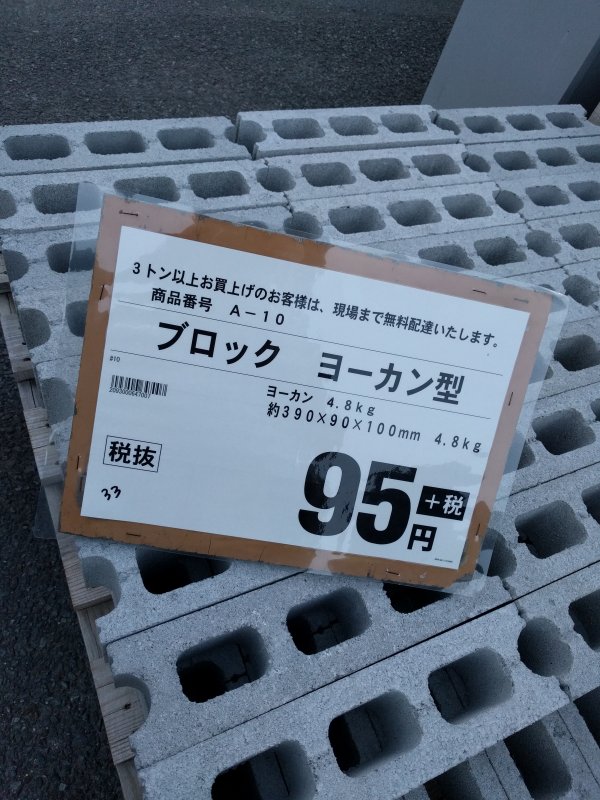 3トン以上お買上げのお客様は、現場まで無料配達いたします。
商品番号 A－10
ブロック ヨーカン型
ヨーカン 4.8kg
約390×90×100mm 4.8kg
税抜
95円
＋税
33